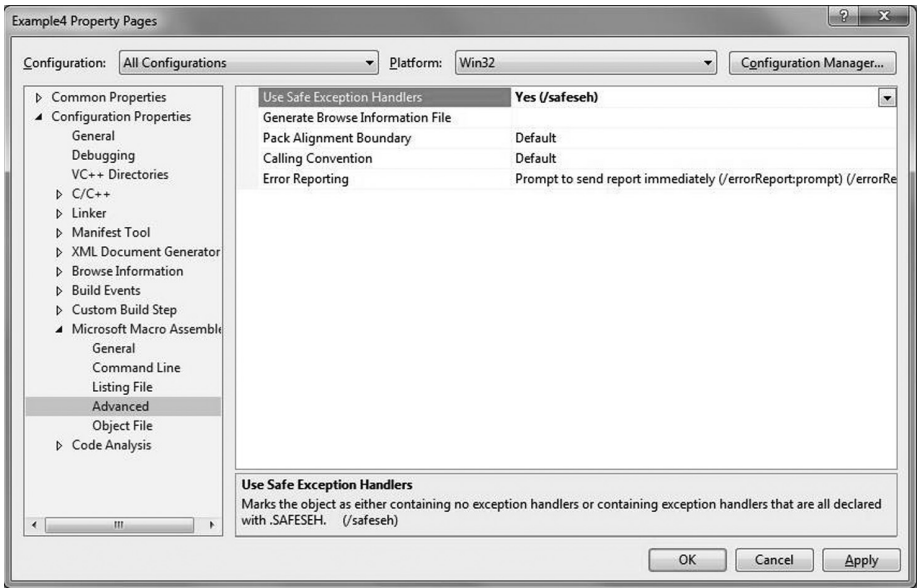 Example4 Property Pages
Configuration: All Configurations Platform: Win32 Configuration Manager...
Common Properties
Configuration Properties
General
Debugging
VC++ Directories
C/C++
Linker
Manifest Tool
XML Document Generator
Browse Information
Build Events
Custom Build Step
Microsoft Macro Assemble
General
Command Line
Listing File
Advanced
Object File
Code Analysis
Use Safe Exception Handlers Yes (/safeseh)
Generate Browse Information File
Pack Alignment Boundary Default
Calling Convention Default
Error Reporting Prompt to send report immediately (/errorReport:prompt) (/errorRe
Use Safe Exception Handlers
Marks the object as either containing no exception handlers or containing exception handlers that are all declared
with .SAFESEH. (/safeseh)
OK Cancel Apply